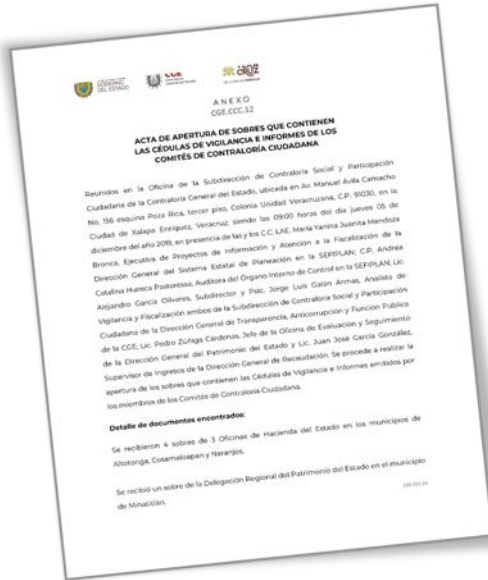 GOBIERNO
DEL ESTADO
VERACRUZ
ANEXO
CGE.CCC.12
ACTA DE APERTURA DE SOBRES QUE CONTIENEN
LAS CÉDULAS DE VIGILANCIA E INFORMES DE LOS
COMITÉS DE CONTRALORÍA CIUDADANA
Reunidos en la Oficina de la Subdirección de Contraloría Social y Participación
Ciudadana de la Contraloría General del Estado, ubicada en Av. Manuel Ávila Camacho
No. 156 esquina Poza Rica, tercer piso, Colonia Unidad Veracruzana, C.P. 91030, en la
Ciudad de Xalapa Enríquez, Veracruz; siendo las 09:00 horas del día jueves 05 de
diciembre del año 2019, en presencia de las y los C.C. LAE. María Yanina Juanita Mendoza
Bronca, Ejecutiva de Proyectos de Información y Atención a la Fiscalización de la
Dirección General del Sistema Estatal de Planeación en la SEFIPLAN; C.P. Andrea
Catalina Huesca Pastoressa, Auditora del Órgano Interno de Control en la SEFIPLAN; Lic.
Alejandro García Olivares, Subdirector y Psic. Jorge Luis Galán Armas, Analista de
Vigilancia y Fiscalización ambos de la Subdirección de Contraloría Social y Participación
Ciudadana de la Dirección General de Transparencia, Anticorrupción y Función Pública
de la CGE; Lic. Pedro Zúñiga Cárdenas, Jefe de la Oficina de Evaluación y Seguimiento
de la Dirección General del Patrimonio del Estado y Lic. Juan José García González,
Supervisor de Ingresos de la Dirección General de Recaudación. Se procede a realizar la
apertura de los sobres que contienen las Cédulas de Vigilancia e Informes emitidos por
los miembros de los Comités de Contraloría Ciudadana.
Detalle de documentos encontrados:
Se recibieron 4 sobres de 3 Oficinas de Hacienda del Estado en los municipios de
Altotonga, Cosamaloapan y Naranjos.
Se recibió un sobre de la Delegación Regional del Patrimonio del Estado en el municipio
de Minatitlán.